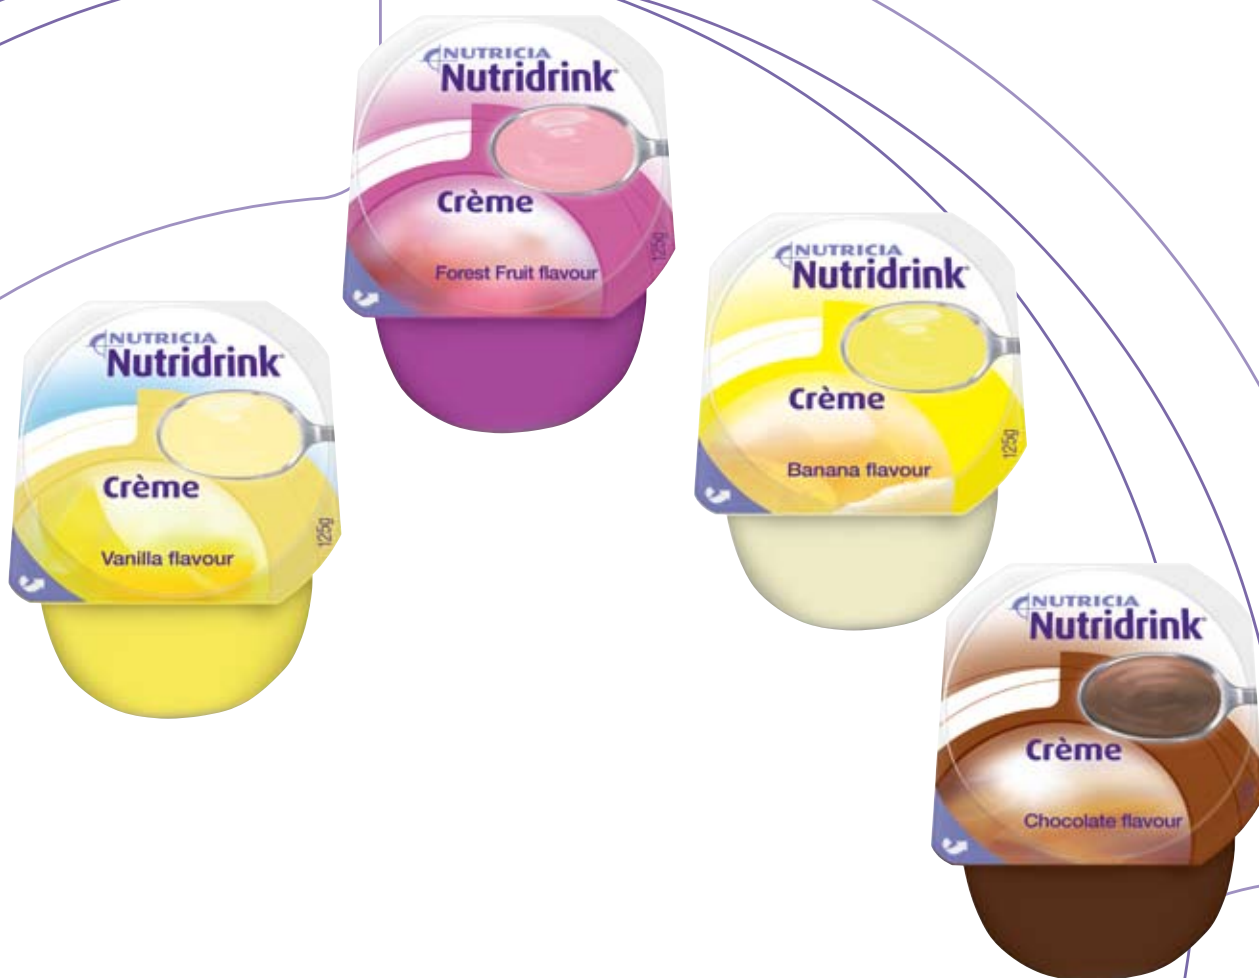 NUTRICIA
Nutridrink
Crème
Forest Fruit flavour
125g
NUTRICIA
Nutridrink
Crème
Banana flavour
125g
NUTRICIA
Nutridrink
Crème
Vanilla flavour
125g
NUTRICIA
Nutridrink
Crème
Chocolate flavour